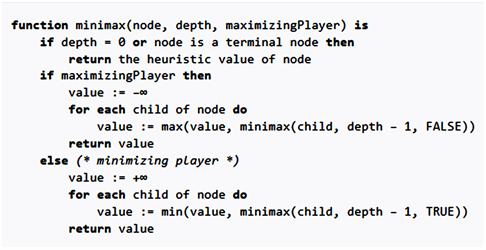 function minimax(node, depth, maximizingPlayer) is
    if depth = 0 or node is a terminal node then
        return the heuristic value of node
    if maximizingPlayer then
        value := −∞
        for each child of node do
            value := max(value, minimax(child, depth − 1, FALSE))
        return value
    else (* minimizing player *)
        value := +∞
        for each child of node do
            value := min(value, minimax(child, depth − 1, TRUE))
        return value